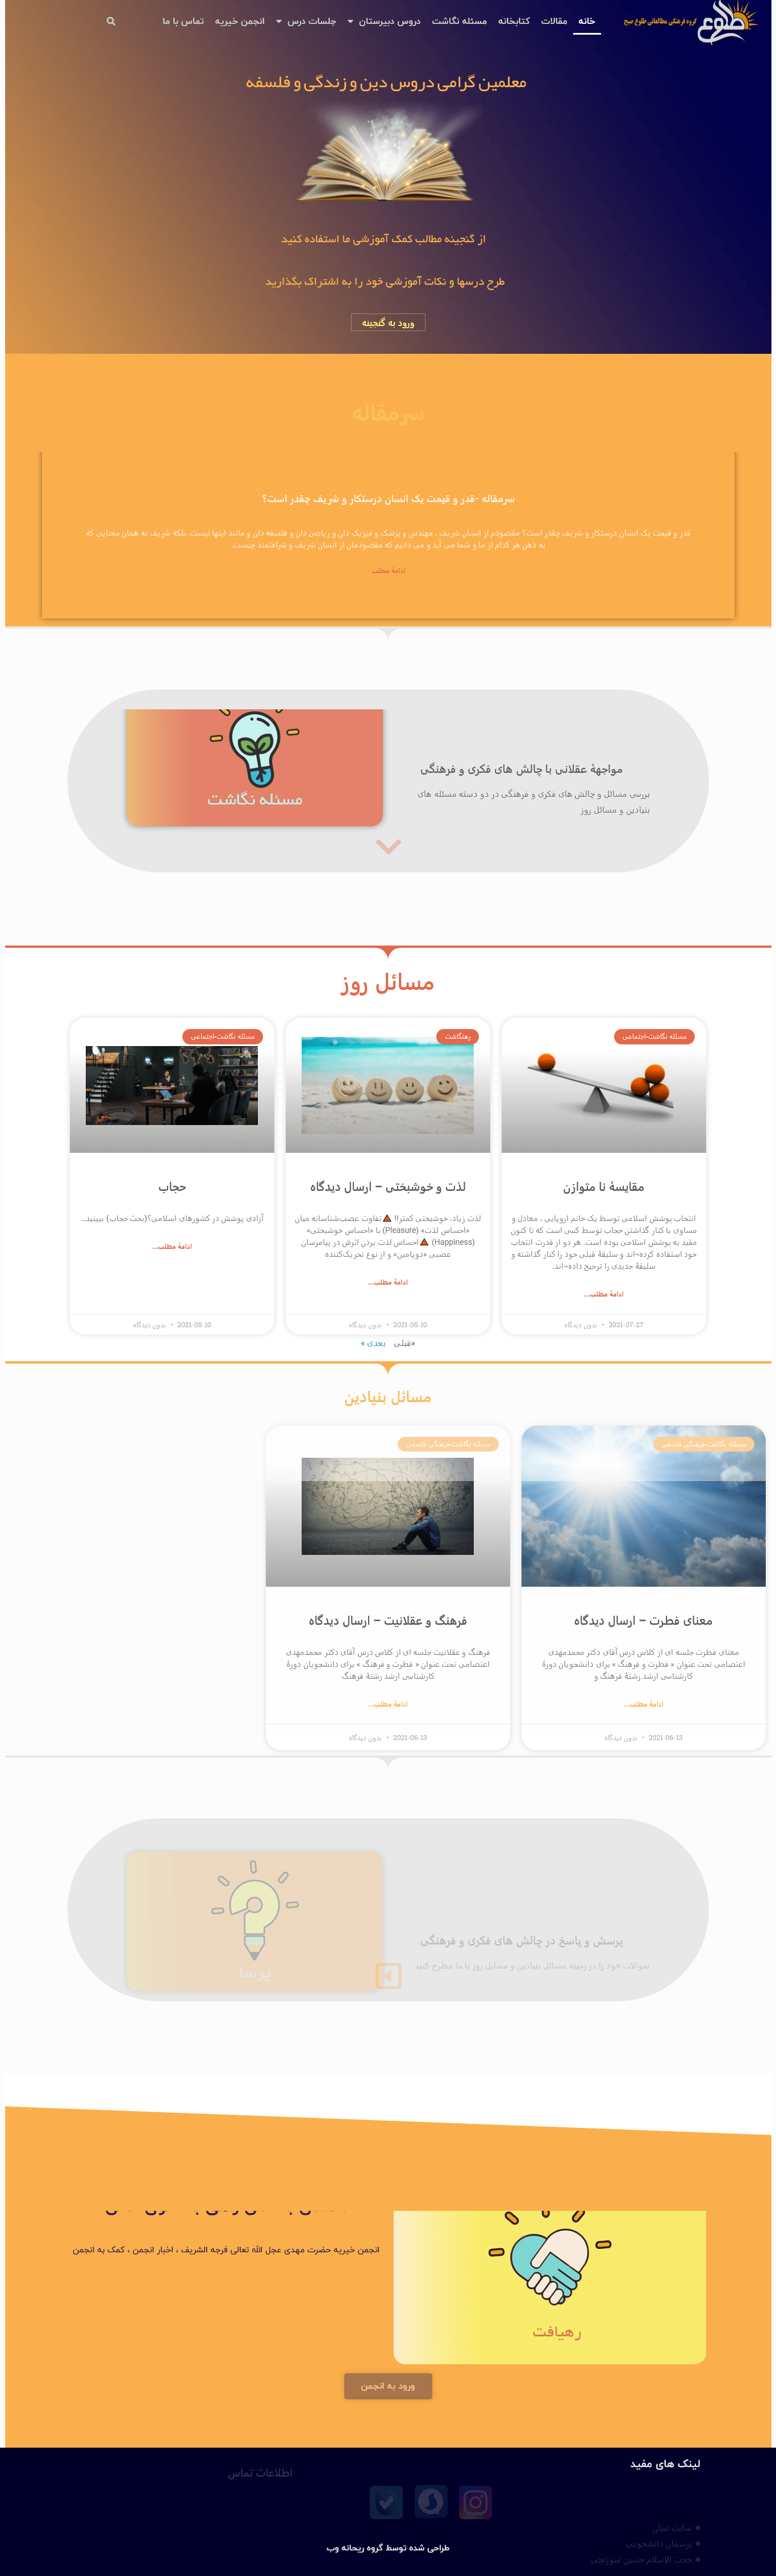 طلوع
گروه فرهنگی مطالعاتی طلوع صبح
خانه
مقالات
کتابخانه
مسئله نگاشت
دروس دبیرستان
جلسات درس
انجمن خیریه
تماس با ما
معلمین گرامی دروس دین و زندگی و فلسفه
از گنجینه مطالب کمک آموزشی ما استفاده کنید
طرح درسها و نکات آموزشی خود را به اشتراک بگذارید
ورود به گنجینه
سرمقاله
سرمقاله -قدر و قیمت یک انسان درستکار و شریف چقدر است؟
قدر و قیمت یک انسان درستکار و شریف چقدر است؟ مقصودم از انسان شریف ، مهندس و پزشک و فیزیک دان و ریاضی دان و فلسفه دان و مانند اینها نیست. بلکه شریف به همان معنایی که
به ذهن هر کدام از ما و شما می آید و می دانیم که مقصودمان از انسان شریف و شرافتمند چیست.
ادامهٔ مطلب
مسئله نگاشت
مواجههٔ عقلانی با چالش های فکری و فرهنگی
بررسی مسائل و چالش های فکری و فرهنگی در دو دسته مسئله های
بنیادین و مسائل روز
مسائل روز
مسئله نگاشت-اجتماعی
مقایسهٔ نا متوازن
انتخاب پوشش اسلامی توسط یک خانم اروپایی ، معادل و
مساوی با کنار گذاشتن حجاب توسط کسی است که تا کنون
مقید به پوشش اسلامی بوده است. هر دو از قدرت انتخاب
خود استفاده کرده¬اند و سلیقهٔ قبلی خود را کنار گذاشته و
سلیقهٔ جدیدی را ترجیح داده¬اند.
ادامهٔ مطلب...
2021-07-27 • بدون دیدگاه
رهنگاشت
لذت و خوشبختی – ارسال دیدگاه
لذت زیاد، خوشبختی کمتر!! 🔺تفاوت عصب‌شناسانه میان
«احساس لذت» (Pleasure) با «احساس خوشبختی»
(Happiness) 🔺احساس لذت بردن اثرش در پیامرسان
عصبی «دوپامین» و از نوع تحریک‌کننده
ادامهٔ مطلب...
2021-05-10 • بدون دیدگاه
مسئله نگاشت-اجتماعی
حجاب
آزادی پوشش در کشورهای اسلامی؟(بحث حجاب) ببینید...
ادامهٔ مطلب...
2021-05-10 • بدون دیدگاه
«قبلی بعدی »
مسائل بنیادین
مسئله نگاشت-فرهنگی فلسفی
معنای فطرت – ارسال دیدگاه
معنای فطرت جلسه ای از کلاس درس آقای دکتر محمدمهدی
اعتصامی تحت عنوان « فطرت و فرهنگ » برای دانشجویان دورهٔ
کارشناسی ارشد رشتهٔ فرهنگ و
ادامهٔ مطلب...
2021-06-13 • بدون دیدگاه
مسئله نگاشت-فرهنگی فلسفی
فرهنگ و عقلانیت – ارسال دیدگاه
فرهنگ و عقلانیت جلسه ای از کلاس درس آقای دکتر محمدمهدی
اعتصامی تحت عنوان « فطرت و فرهنگ » برای دانشجویان دورهٔ
کارشناسی ارشد رشتهٔ فرهنگ
ادامهٔ مطلب...
2021-06-13 • بدون دیدگاه
پرسا
پرسش و پاسخ در چالش های فکری و فرهنگی
سوالات خود را در زمینه مسائل بنیادین و مسایل روز با ما مطرح کنید...
انجمن خیریه حضرت مهدی عجل الله تعالی فرجه الشریف ، اخبار انجمن ، کمک به انجمن
رهیافت
ورود به انجمن
لینک های مفید
اطلاعات تماس
سایت تبیان
پرسمان دانشجویی
حجت الاسلام حسین سوزنچی
طراحی شده توسط گروه ریحانه وب